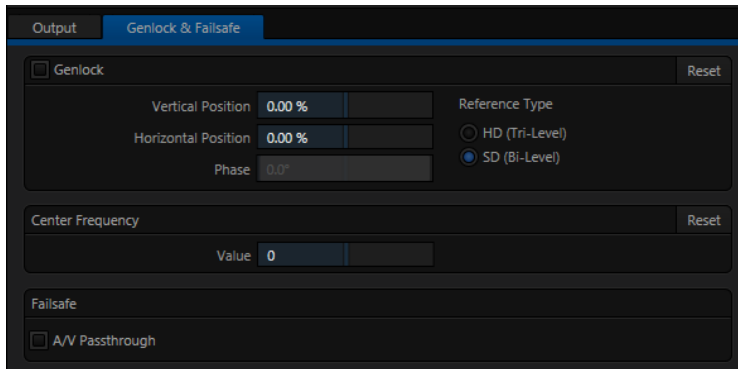 Output Genlock & Failsafe
Genlock Reset
Vertical Position 0.00 % Reference Type
Horizontal Position 0.00 % HD (Tri-Level)
SD (Bi-Level)
Phase 0.0°
Center Frequency Reset
Value 0
Failsafe
A/V Passthrough